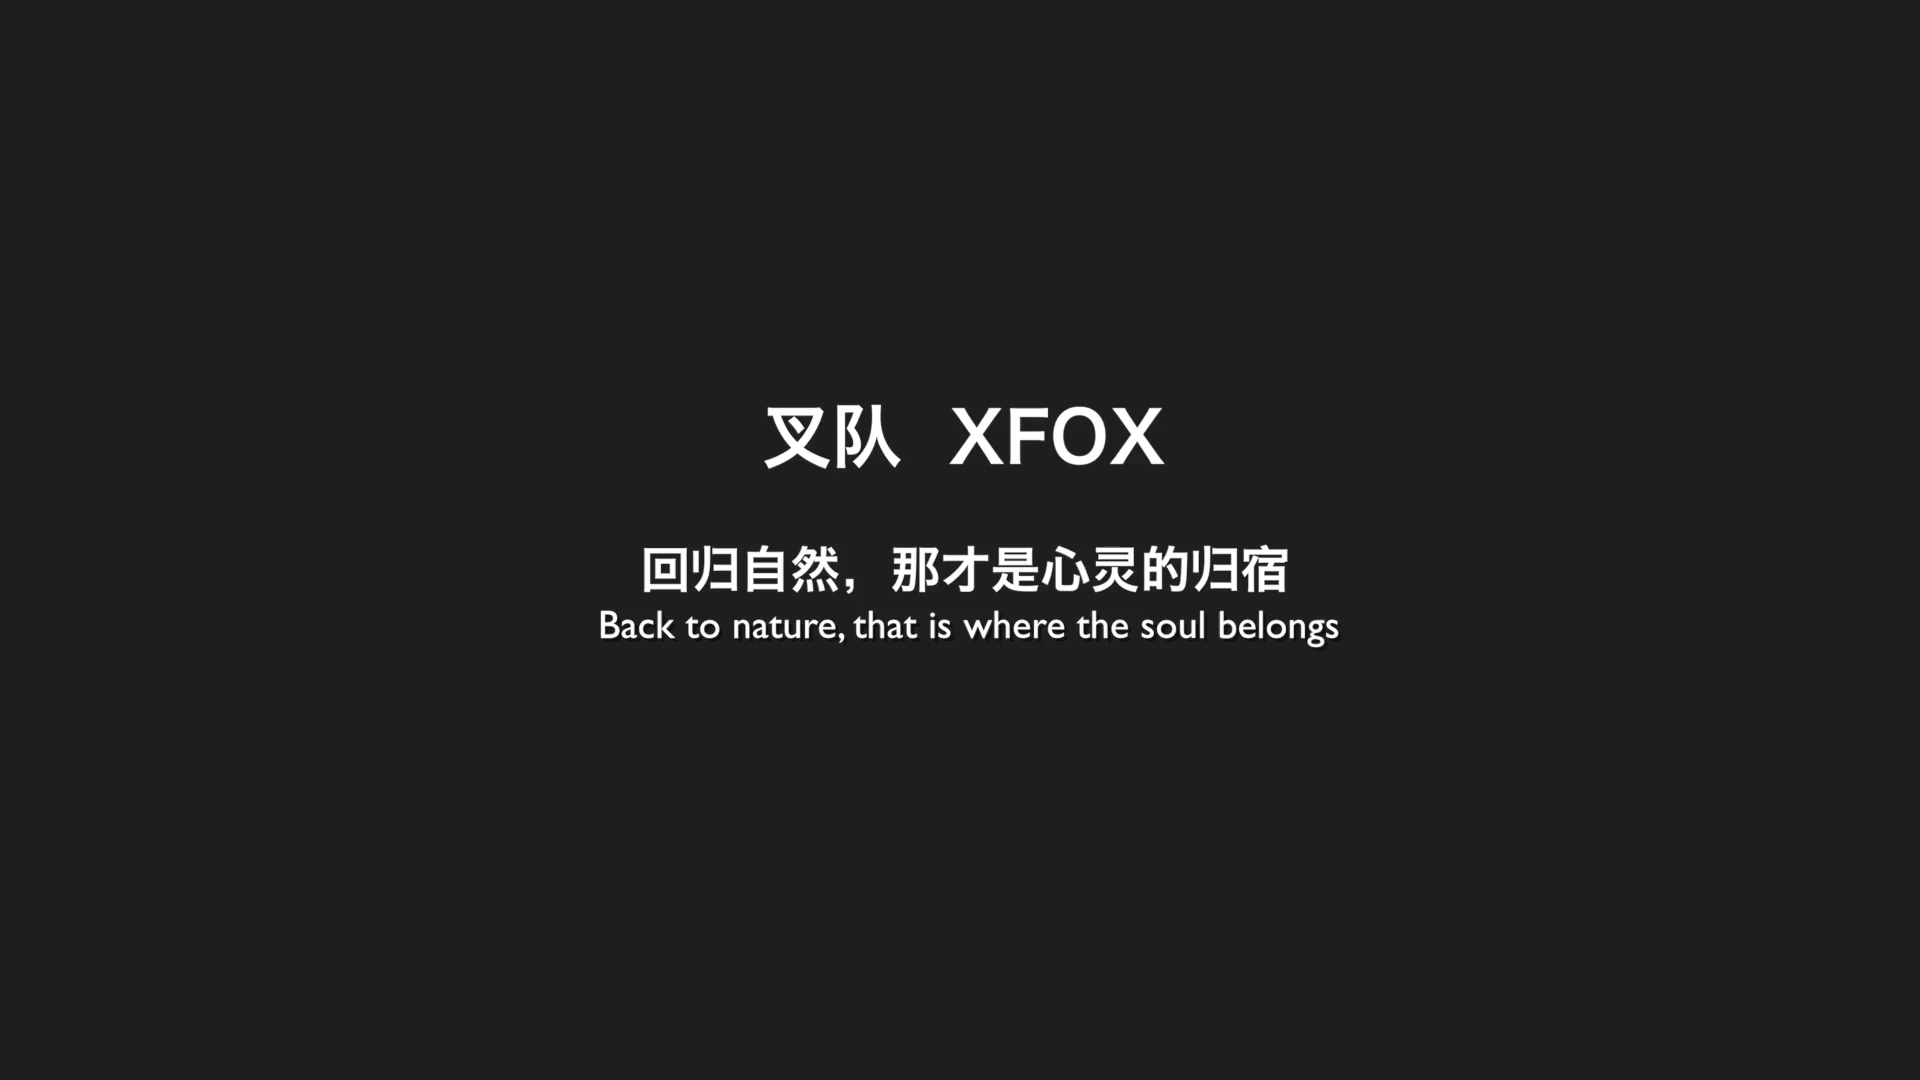 叉队 XFOX
回归自然，那才是心灵的归宿
Back to nature, that is where the soul belongs